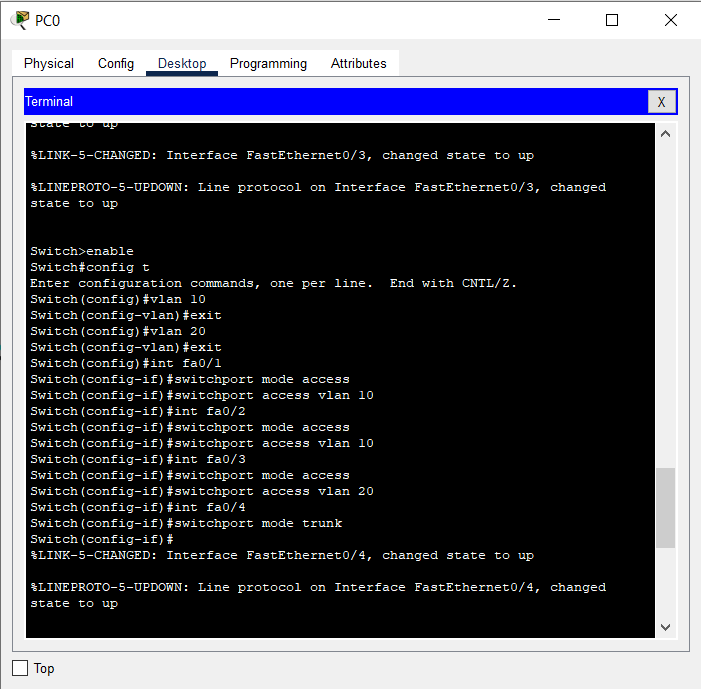 PC0
Physical Config Desktop Programming Attributes
Terminal X
state to up
%LINK-5-CHANGED: Interface FastEthernet0/3, changed state to up
%LINEPROTO-5-UPDOWN: Line protocol on Interface FastEthernet0/3, changed
state to up
Switch>enable
Switch#config t
Enter configuration commands, one per line.  End with CNTL/Z.
Switch(config)#vlan 10
Switch(config-vlan)#exit
Switch(config)#vlan 20
Switch(config-vlan)#exit
Switch(config)#int fa0/1
Switch(config-if)#switchport mode access
Switch(config-if)#switchport access vlan 10
Switch(config-if)#int fa0/2
Switch(config-if)#switchport mode access
Switch(config-if)#switchport access vlan 10
Switch(config-if)#int fa0/3
Switch(config-if)#switchport mode access
Switch(config-if)#switchport access vlan 20
Switch(config-if)#int fa0/4
Switch(config-if)#switchport mode trunk
Switch(config-if)#
%LINK-5-CHANGED: Interface FastEthernet0/4, changed state to up
%LINEPROTO-5-UPDOWN: Line protocol on Interface FastEthernet0/4, changed
state to up
Top